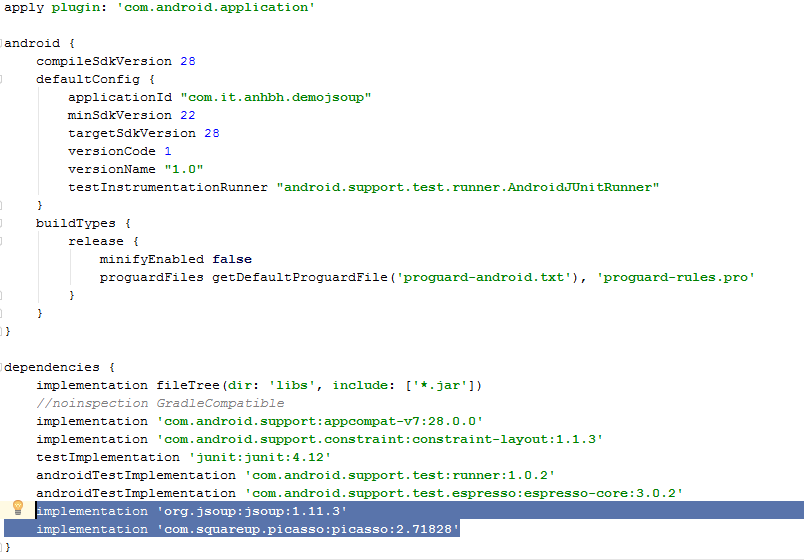 apply plugin: 'com.android.application'
android {
compileSdkVersion 28
defaultConfig {
applicationId "com.it.anhbh.demojsoup"
minSdkVersion 22
targetSdkVersion 28
versionCode 1
versionName "1.0"
testInstrumentationRunner "android.support.test.runner.AndroidJUnitRunner"
}
buildTypes {
release {
minifyEnabled false
proguardFiles getDefaultProguardFile('proguard-android.txt'), 'proguard-rules.pro'
}
}
}
dependencies {
implementation fileTree(dir: 'libs', include: ['*.jar'])
//noinspection GradleCompatible
implementation 'com.android.support:appcompat-v7:28.0.0'
implementation 'com.android.support.constraint:constraint-layout:1.1.3'
testImplementation 'junit:junit:4.12'
androidTestImplementation 'com.android.support.test:runner:1.0.2'
androidTestImplementation 'com.android.support.test.espresso:espresso-core:3.0.2'
implementation 'org.jsoup:jsoup:1.11.3'
implementation 'com.squareup.picasso:picasso:2.71828'
}